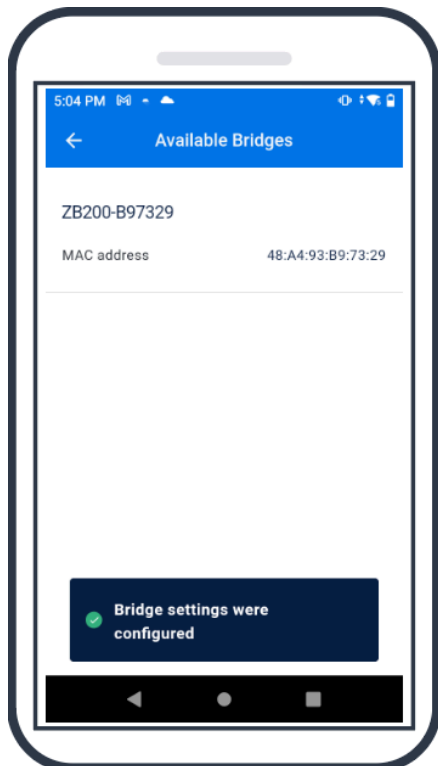 5:04 PM
Available Bridges
ZB200-B97329
MAC address 48:A4:93:B9:73:29
Bridge settings were
configured